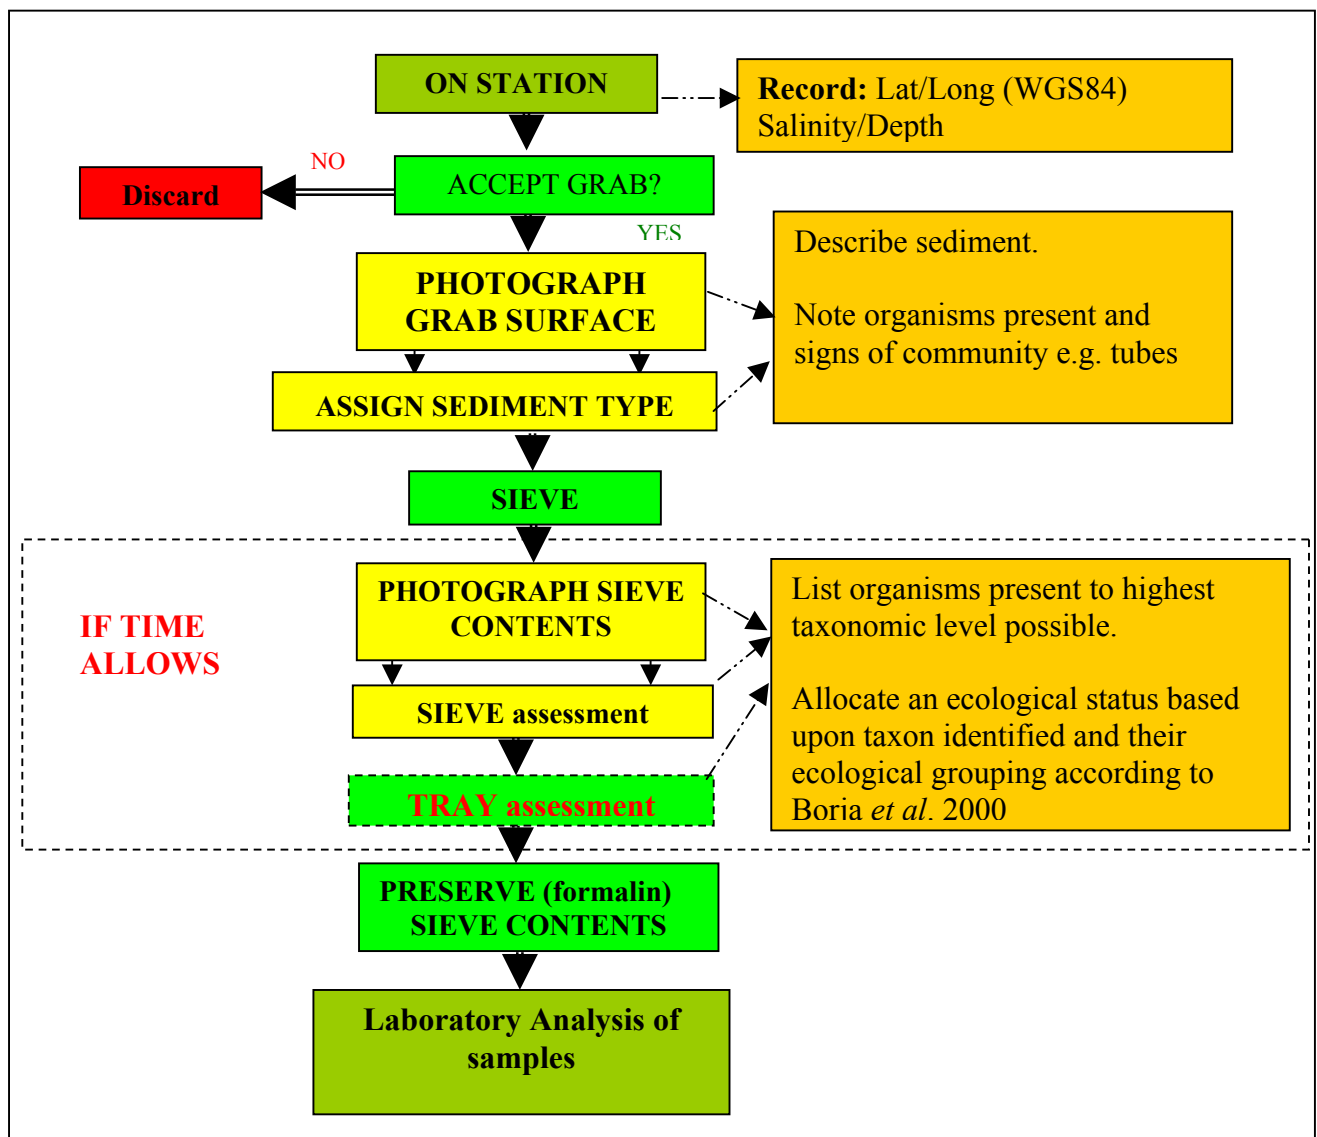 ON STATION
Record: Lat/Long (WGS84)
Salinity/Depth
NO
Discard
ACCEPT GRAB?
YES
PHOTOGRAPH
GRAB SURFACE
Describe sediment.
Note organisms present and
signs of community e.g. tubes
ASSIGN SEDIMENT TYPE
SIEVE
IF TIME
ALLOWS
PHOTOGRAPH SIEVE
CONTENTS
List organisms present to highest
taxonomic level possible.
SIEVE assessment
Allocate an ecological status based
upon taxon identified and their
ecological grouping according to
Borja et al. 2000
TRAY assessment
PRESERVE (formalin)
SIEVE CONTENTS
Laboratory Analysis of
samples